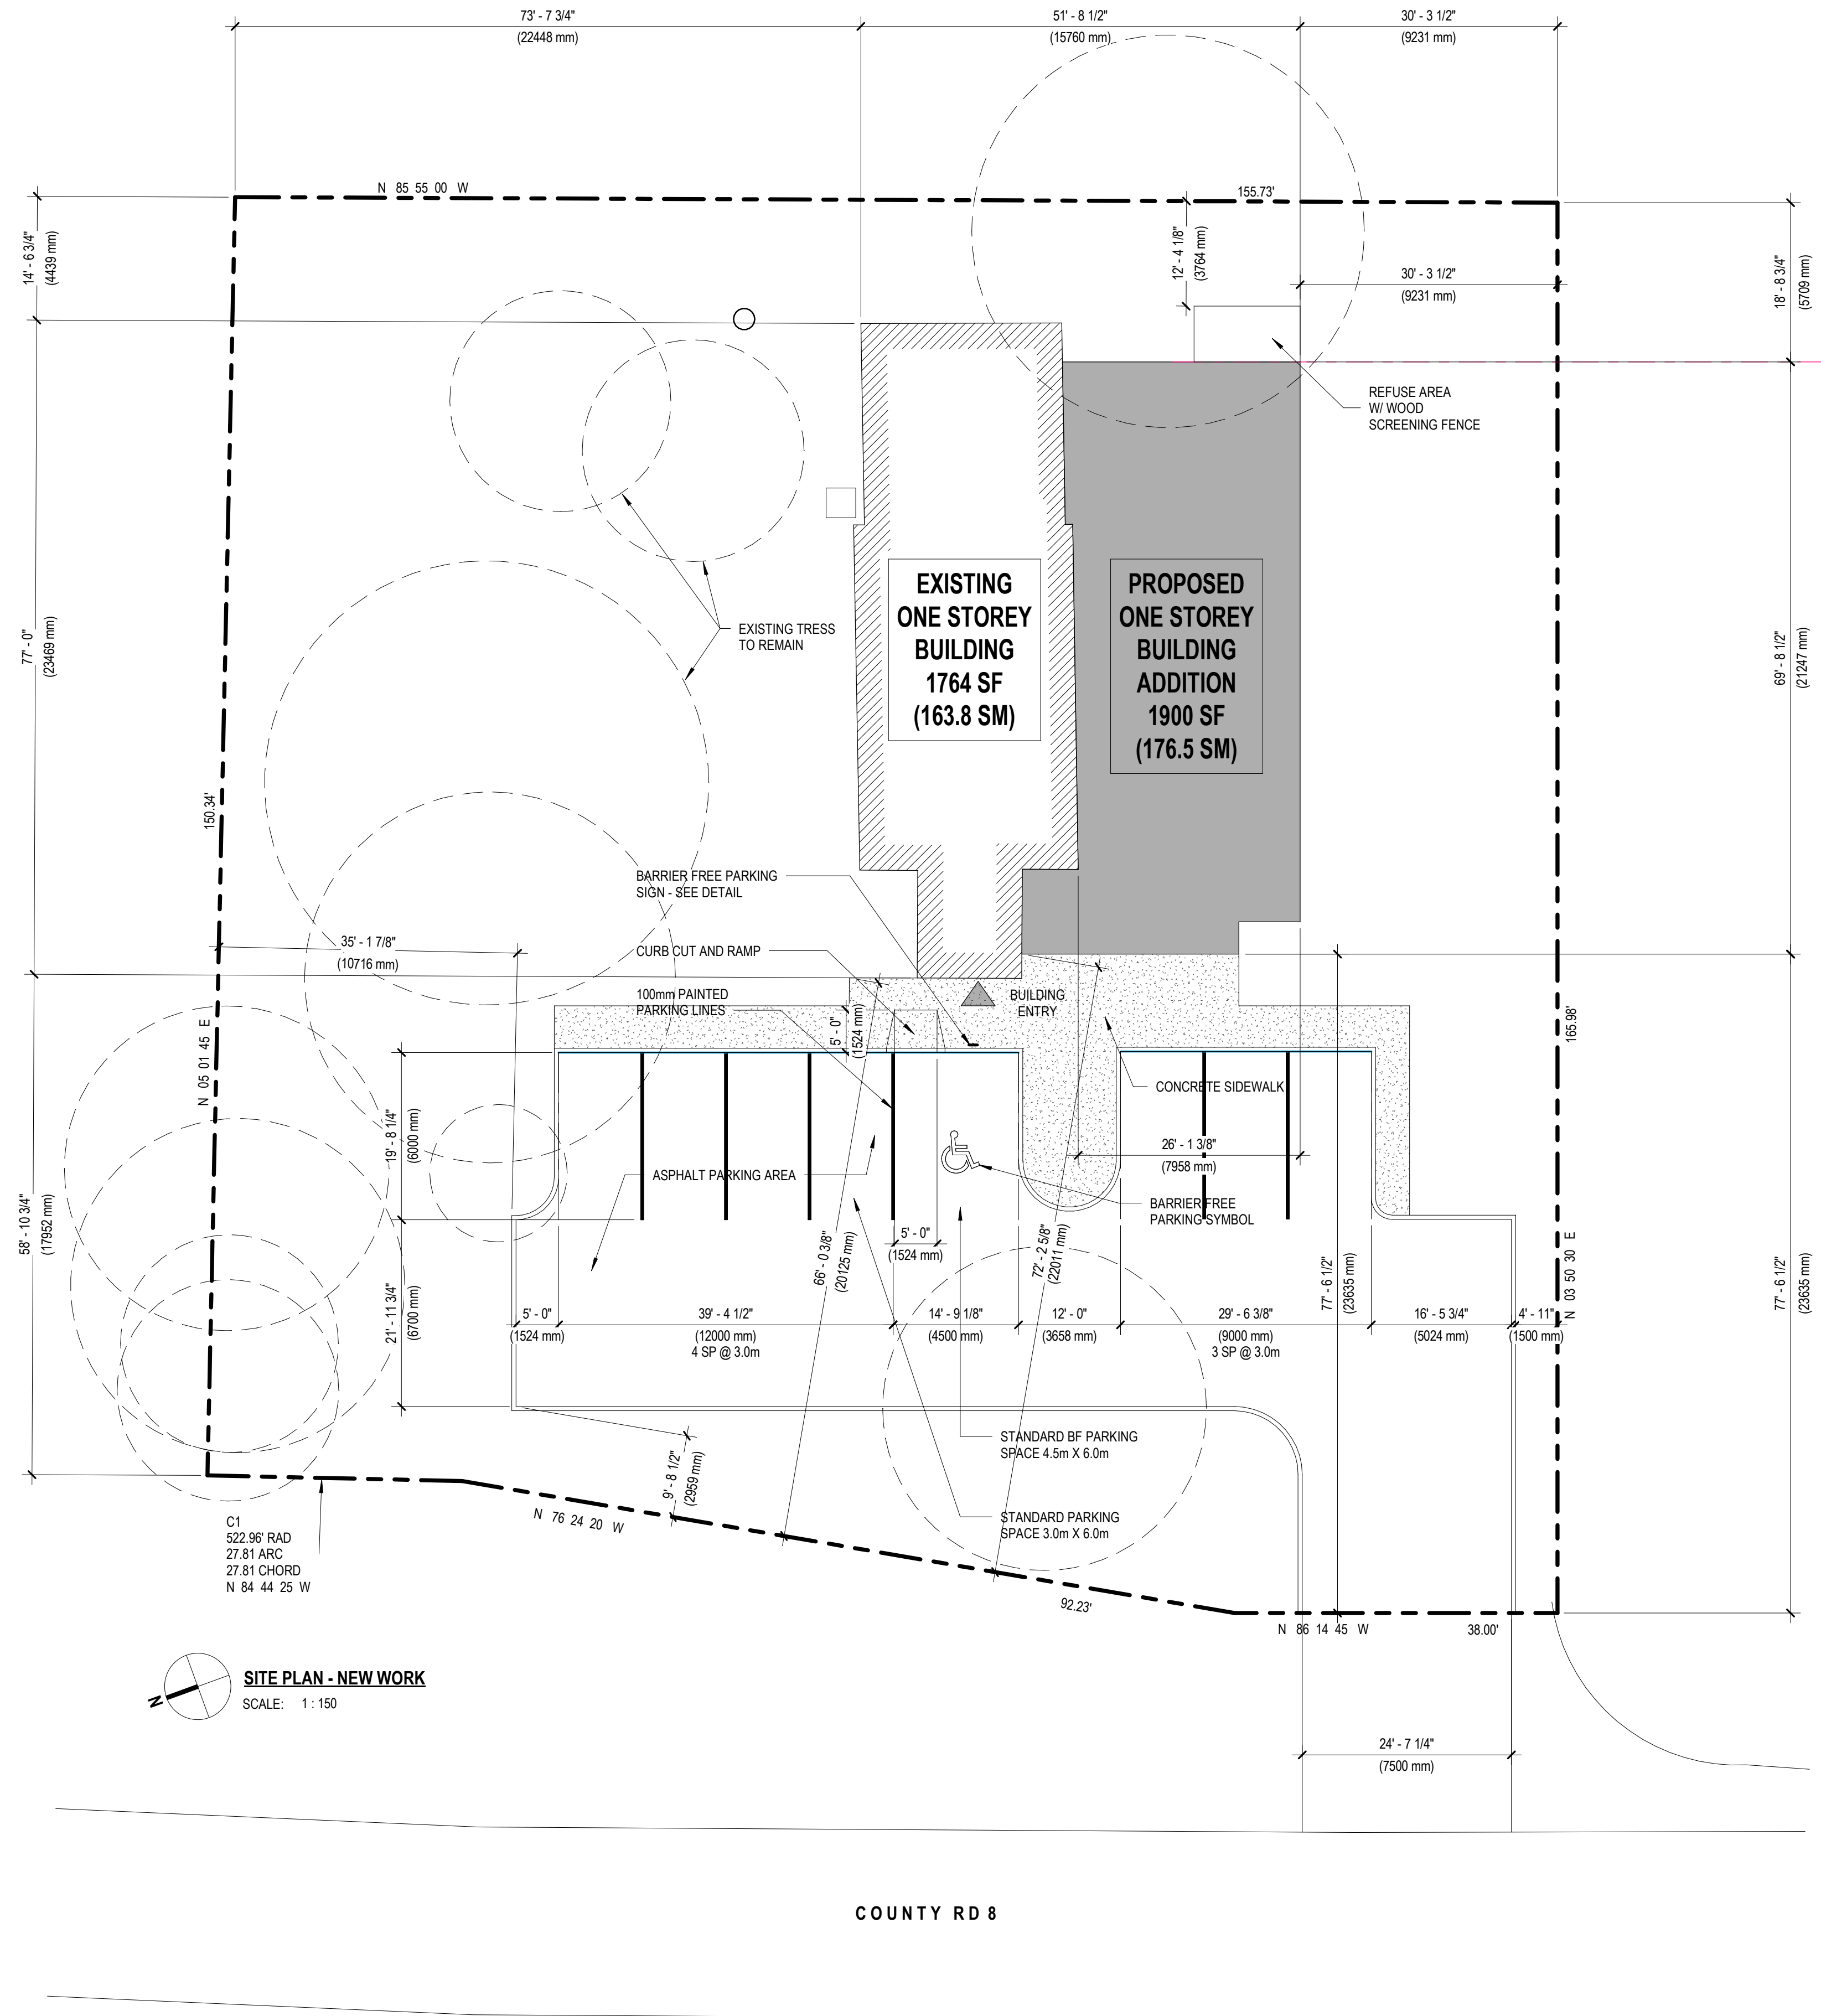 73' - 7 3/4"
(22448 mm)
51' - 8 1/2"
(15760 mm)
30' - 3 1/2"
(9231 mm)
N 85 55 00 W
155.73'
14' - 6 3/4"
(4439 mm)
12' - 4 1/8"
(3764 mm)
30' - 3 1/2"
(9231 mm)
18' - 8 3/4"
(5709 mm)
REFUSE AREA
W/ WOOD
SCREENING FENCE
EXISTING
ONE STOREY
BUILDING
1764 SF
(163.8 SM)
PROPOSED
ONE STOREY
BUILDING
ADDITION
1900 SF
(176.5 SM)
EXISTING TRESS
TO REMAIN
77' - 0"
(23469 mm)
69' - 8 1/2"
(21247 mm)
150.34'
BARRIER FREE PARKING
SIGN - SEE DETAIL
35' - 1 7/8"
(10716 mm)
CURB CUT AND RAMP
100mm PAINTED
PARKING LINES
5' - 0"
(1524 mm)
BUILDING
ENTRY
N 05 01 45 E
165.98'
CONCRETE SIDEWALK
19' - 8 1/4"
(6000 mm)
26' - 1 3/8"
(7958 mm)
ASPHALT PARKING AREA
BARRIER FREE
PARKING SYMBOL
58' - 10 3/4"
(17952 mm)
5' - 0"
(1524 mm)
66' - 0 3/8"
(20125 mm)
72' - 2 5/8"
(22011 mm)
77' - 6 1/2"
(23635 mm)
N 03 50 30 E
77' - 6 1/2"
(23635 mm)
21' - 11 3/4"
(6700 mm)
5' - 0"
(1524 mm)
39' - 4 1/2"
(12000 mm)
4 SP @ 3.0m
14' - 9 1/8"
(4500 mm)
12' - 0"
(3658 mm)
29' - 6 3/8"
(9000 mm)
3 SP @ 3.0m
16' - 5 3/4"
(5024 mm)
4' - 11"
(1500 mm)
STANDARD BF PARKING
SPACE 4.5m X 6.0m
9' - 8 1/2"
(2959 mm)
N 76 24 20 W
STANDARD PARKING
SPACE 3.0m X 6.0m
C1
522.96' RAD
27.81 ARC
27.81 CHORD
N 84 44 25 W
92.23'
N 86 14 45 W
38.00'
N
SITE PLAN - NEW WORK
SCALE: 1 : 150
24' - 7 1/4"
(7500 mm)
COUNTY RD 8